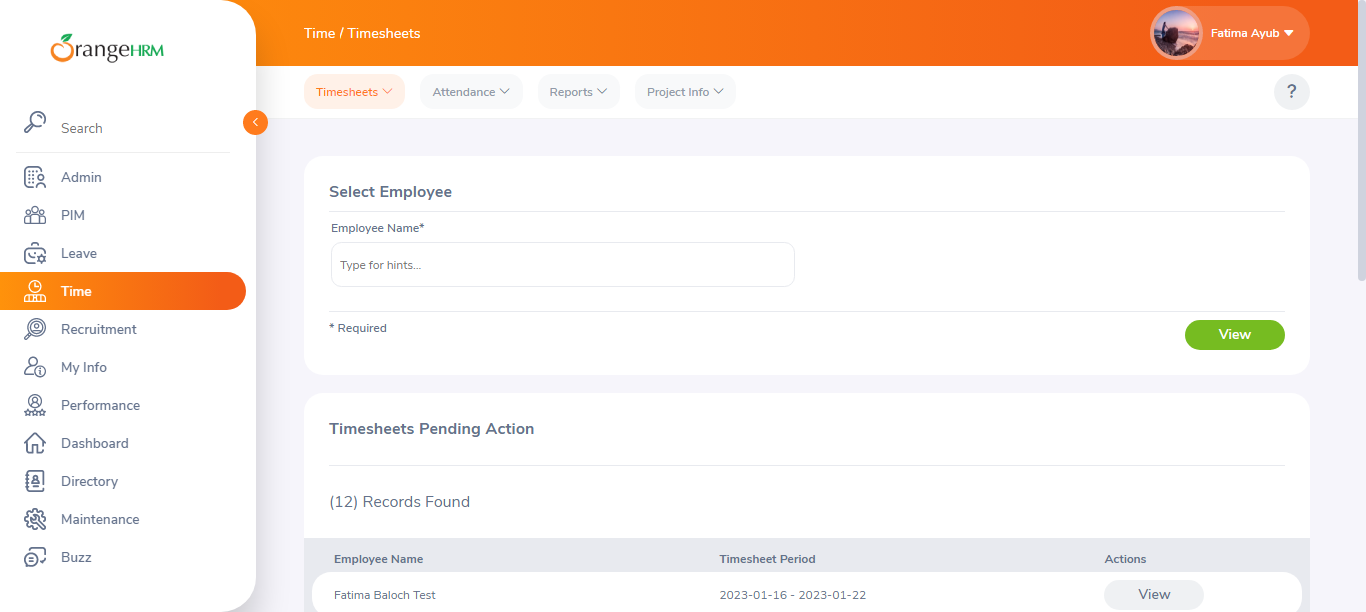 OrangeHRM
Search
Admin
PIM
Leave
Time
Recruitment
My Info
Performance
Dashboard
Directory
Maintenance
Buzz
Time / Timesheets
Fatima Ayub
Timesheets
Attendance
Reports
Project Info
?
Select Employee
Employee Name*
Type for hints...
* Required
View
Timesheets Pending Action
(12) Records Found
Employee Name Timesheet Period Actions
Fatima Baloch Test 2023-01-16 - 2023-01-22 View